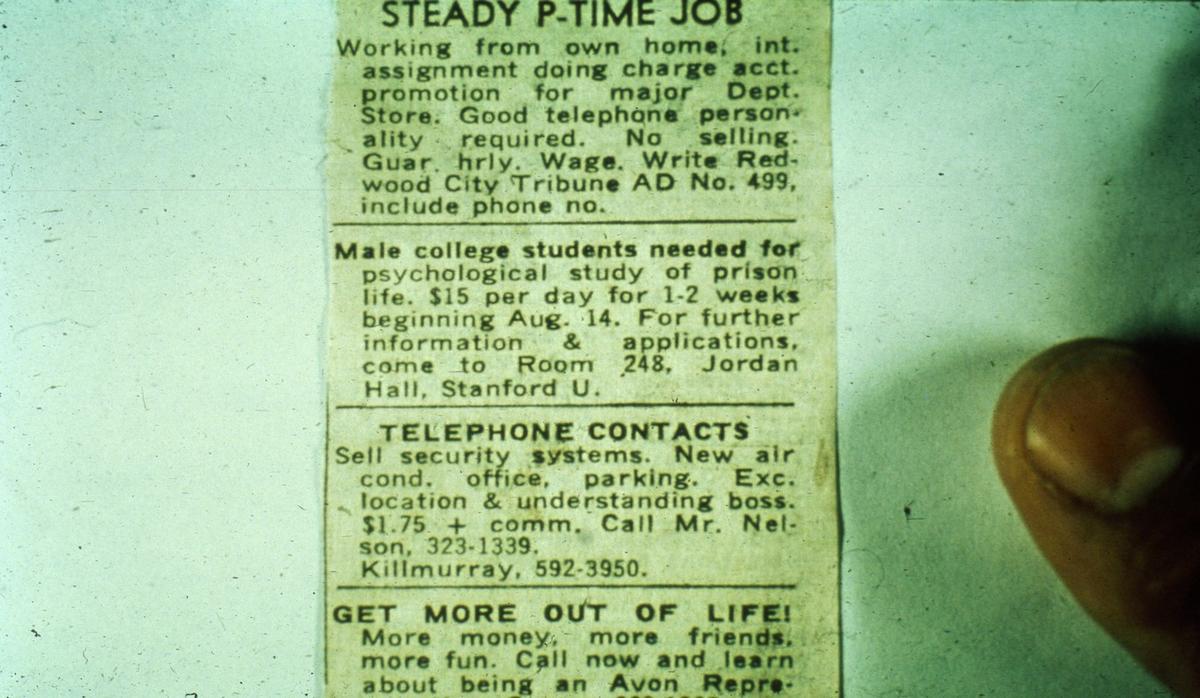 STEADY P-TIME JOB
Working from own home, int.
assignment doing charge acct.
promotion for major Dept.
Store. Good telephone person-
ality required. No selling.
Guar. hrly. Wage. Write Red-
wood City Tribune AD No. 499,
include phone no.
Male college students needed for
psychological study of prison
life. $15 per day for 1-2 weeks
beginning Aug. 14. For further
information & applications,
come to Room 248, Jordan
Hall, Stanford U.
TELEPHONE CONTACTS
Sell security systems. New air
cond. office, parking. Exc.
location & understanding boss.
$1.75 + comm. Call Mr. Nel-
son, 323-1339.
Killmurray, 592-3950.
GET MORE OUT OF LIFE!
More money, more friends,
more fun. Call now and learn
about being an Avon Repre-